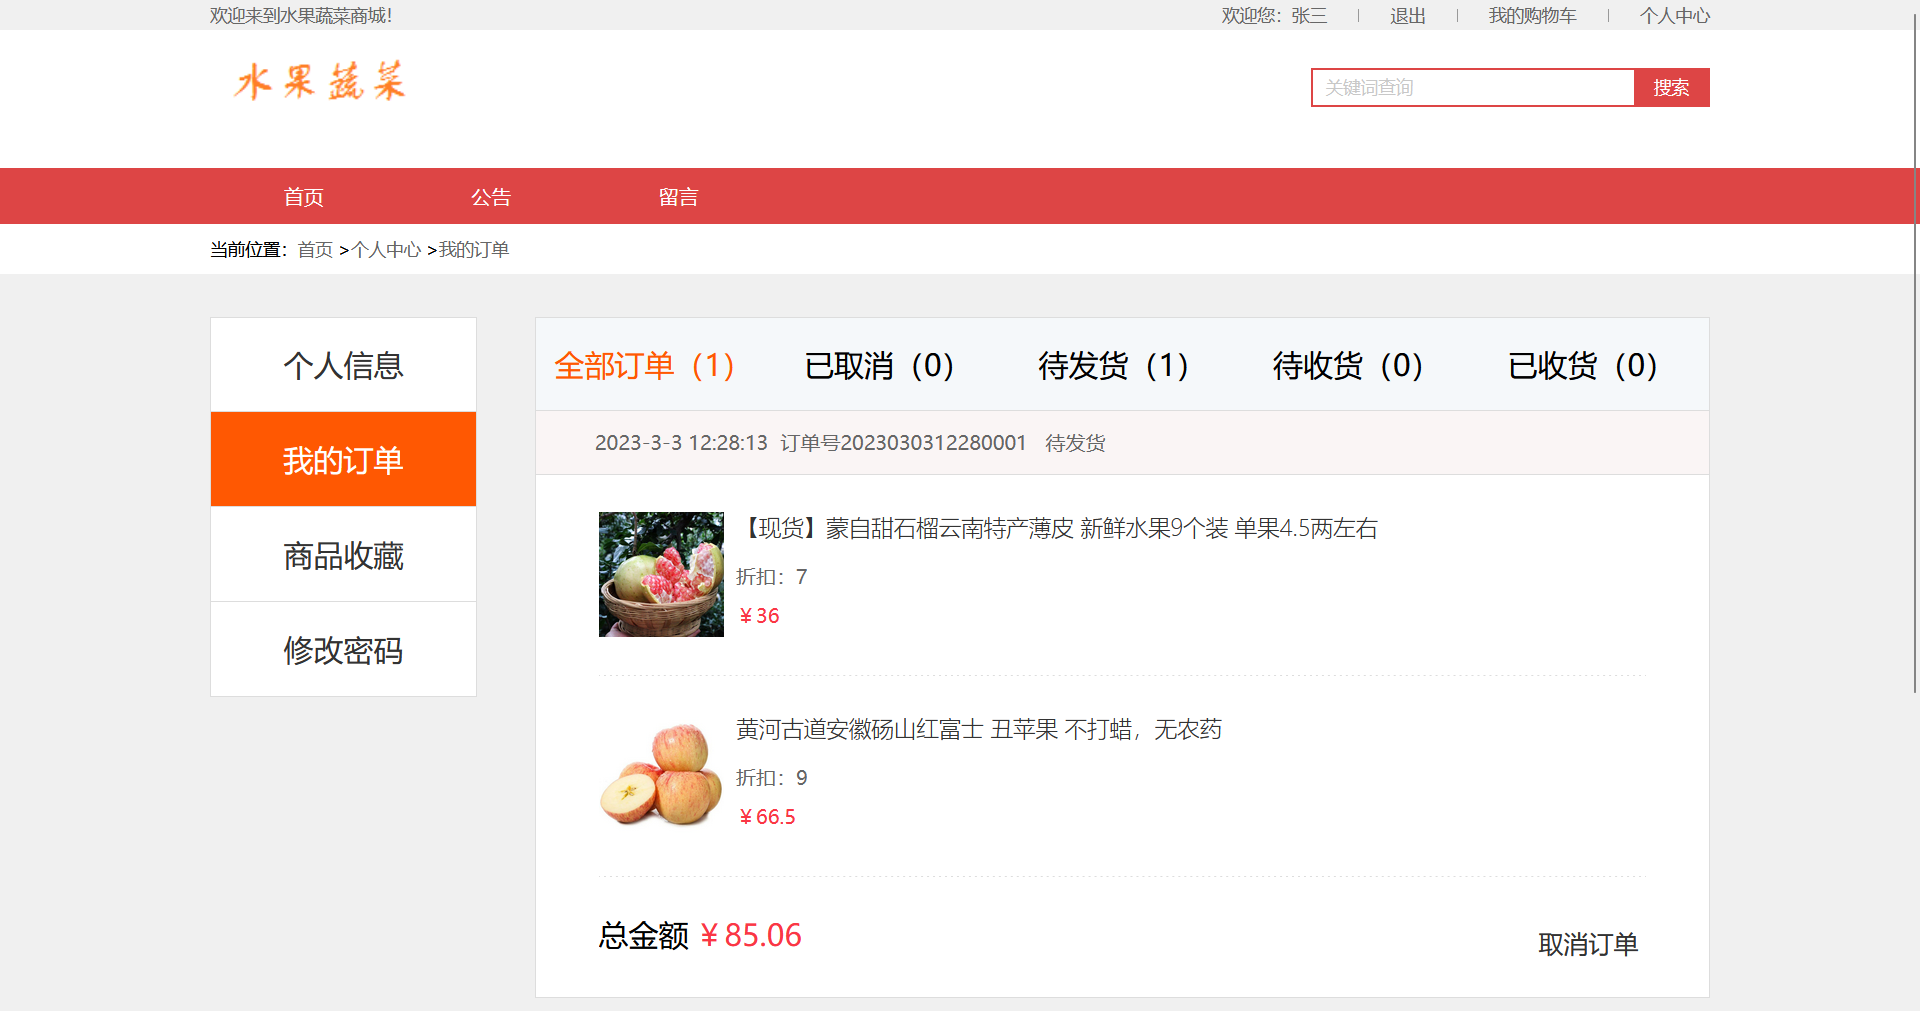 欢迎来到水果蔬菜商城!
欢迎您：张三 | 退出 | 我的购物车 | 个人中心
水果蔬菜
关键词查询 搜索
首页 公告 留言
当前位置：首页 >个人中心 >我的订单
个人信息
我的订单
商品收藏
修改密码
全部订单（1） 已取消（0） 待发货（1） 待收货（0） 已收货（0）
2023-3-3 12:28:13 订单号2023030312280001 待发货
【现货】蒙自甜石榴云南特产薄皮 新鲜水果9个装 单果4.5两左右
折扣：7
￥36
黄河古道安徽砀山红富士 丑苹果 不打蜡，无农药
折扣：9
￥66.5
总金额￥85.06
取消订单